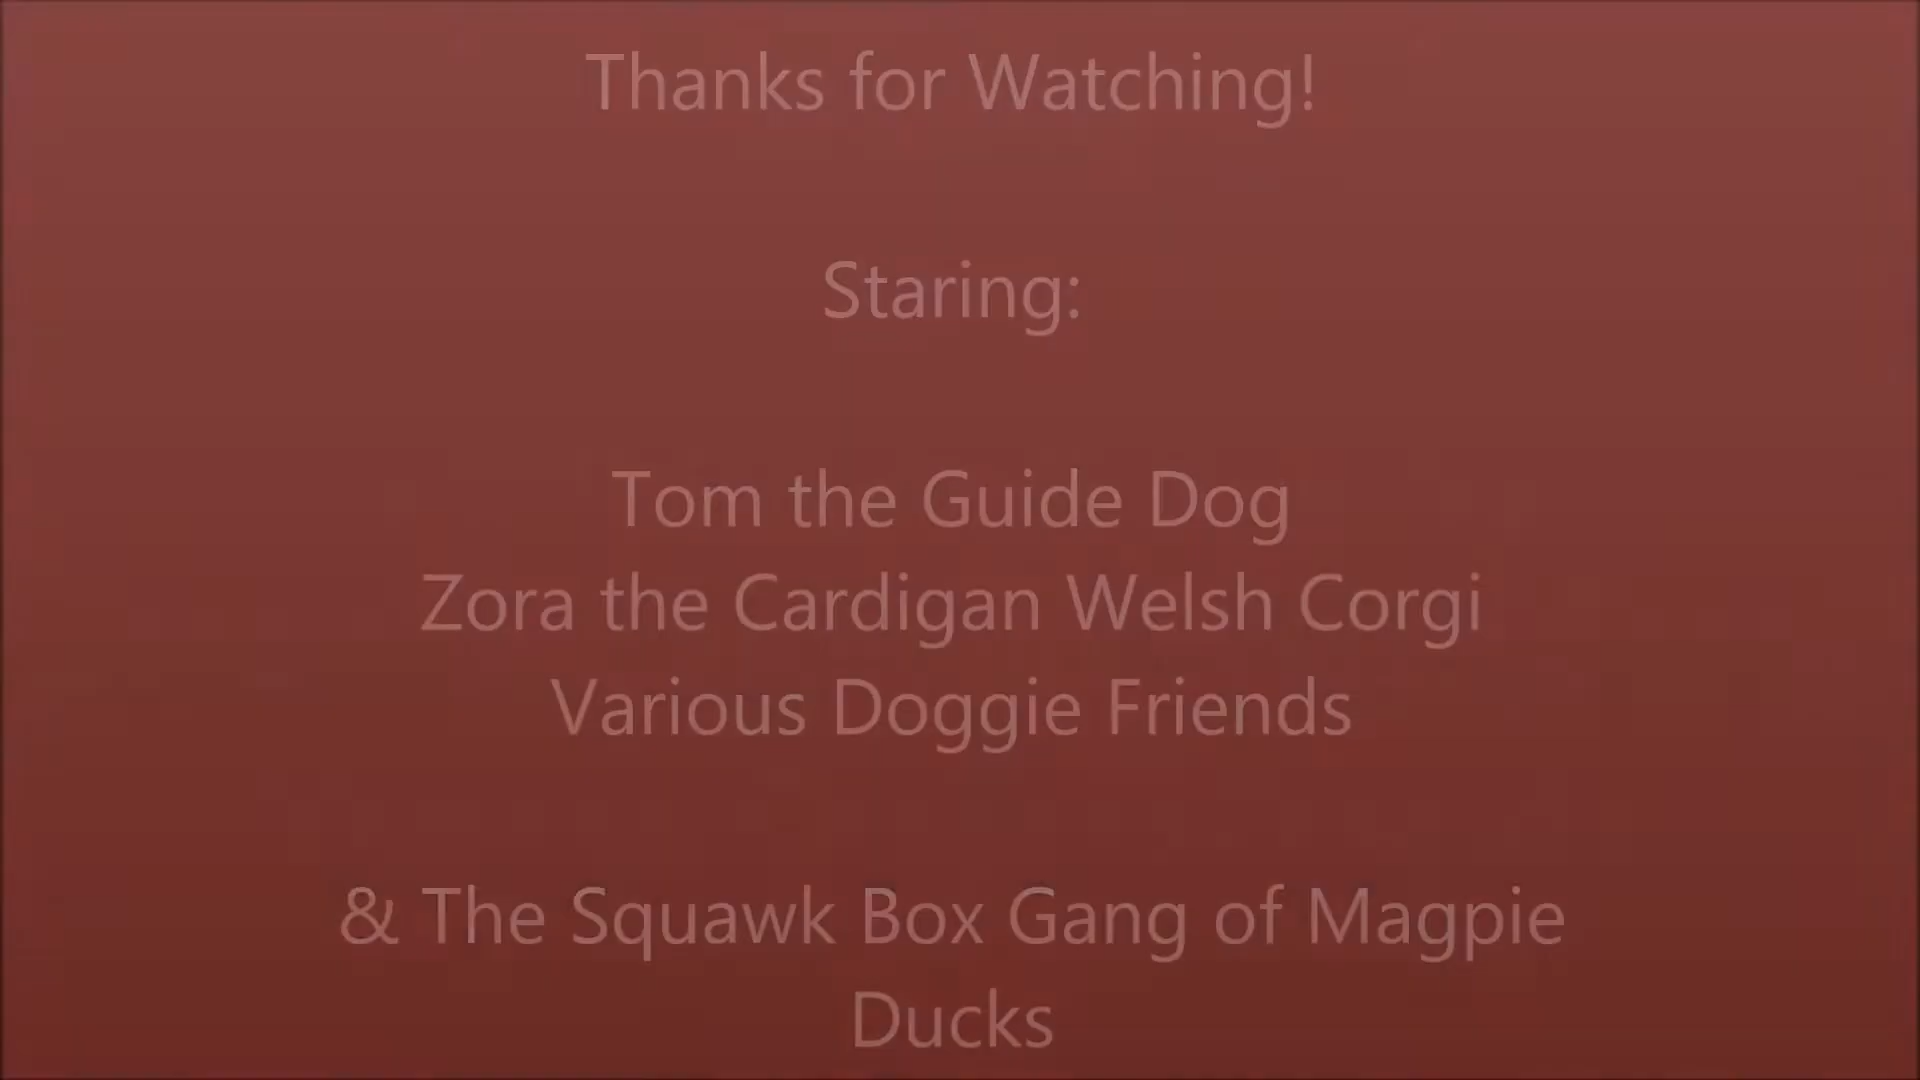 Thanks for Watching!
Staring:
Tom the Guide Dog
Zora the Cardigan Welsh Corgi
Various Doggie Friends
& The Squawk Box Gang of Magpie
Ducks